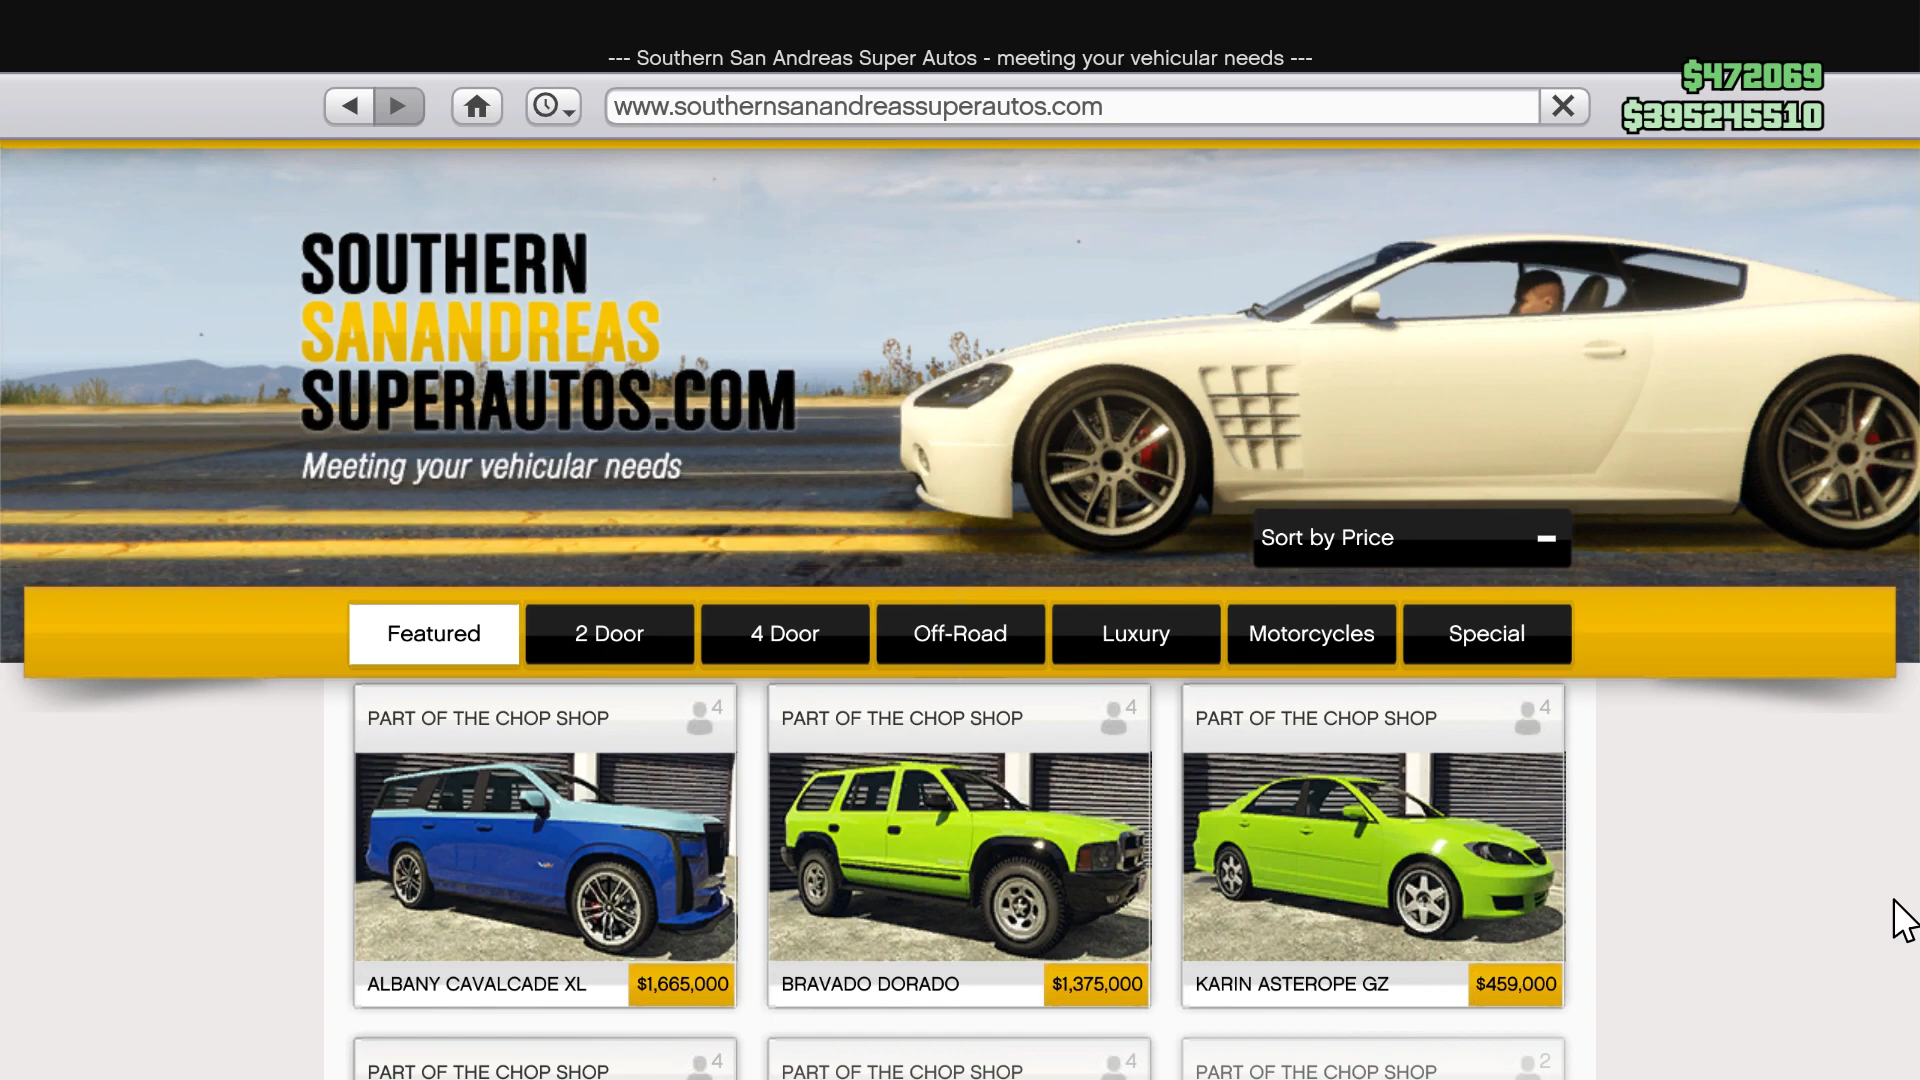 --- Southern San Andreas Super Autos - meeting your vehicular needs ---
$472069
www.southernsanandreassuperautos.com
$395245510
SOUTHERN
SANANDREAS
SUPERAUTOS.COM
Meeting your vehicular needs
Sort by Price
Featured
2 Door
4 Door
Off-Road
Luxury
Motorcycles
Special
PART OF THE CHOP SHOP
4
PART OF THE CHOP SHOP
4
PART OF THE CHOP SHOP
4
ALBANY CAVALCADE XL
$1,665,000
BRAVADO DORADO
$1,375,000
KARIN ASTEROPE GZ
$459,000
PART OF THE CHOP SHOP
4
PART OF THE CHOP SHOP
4
PART OF THE CHOP SHOP
2